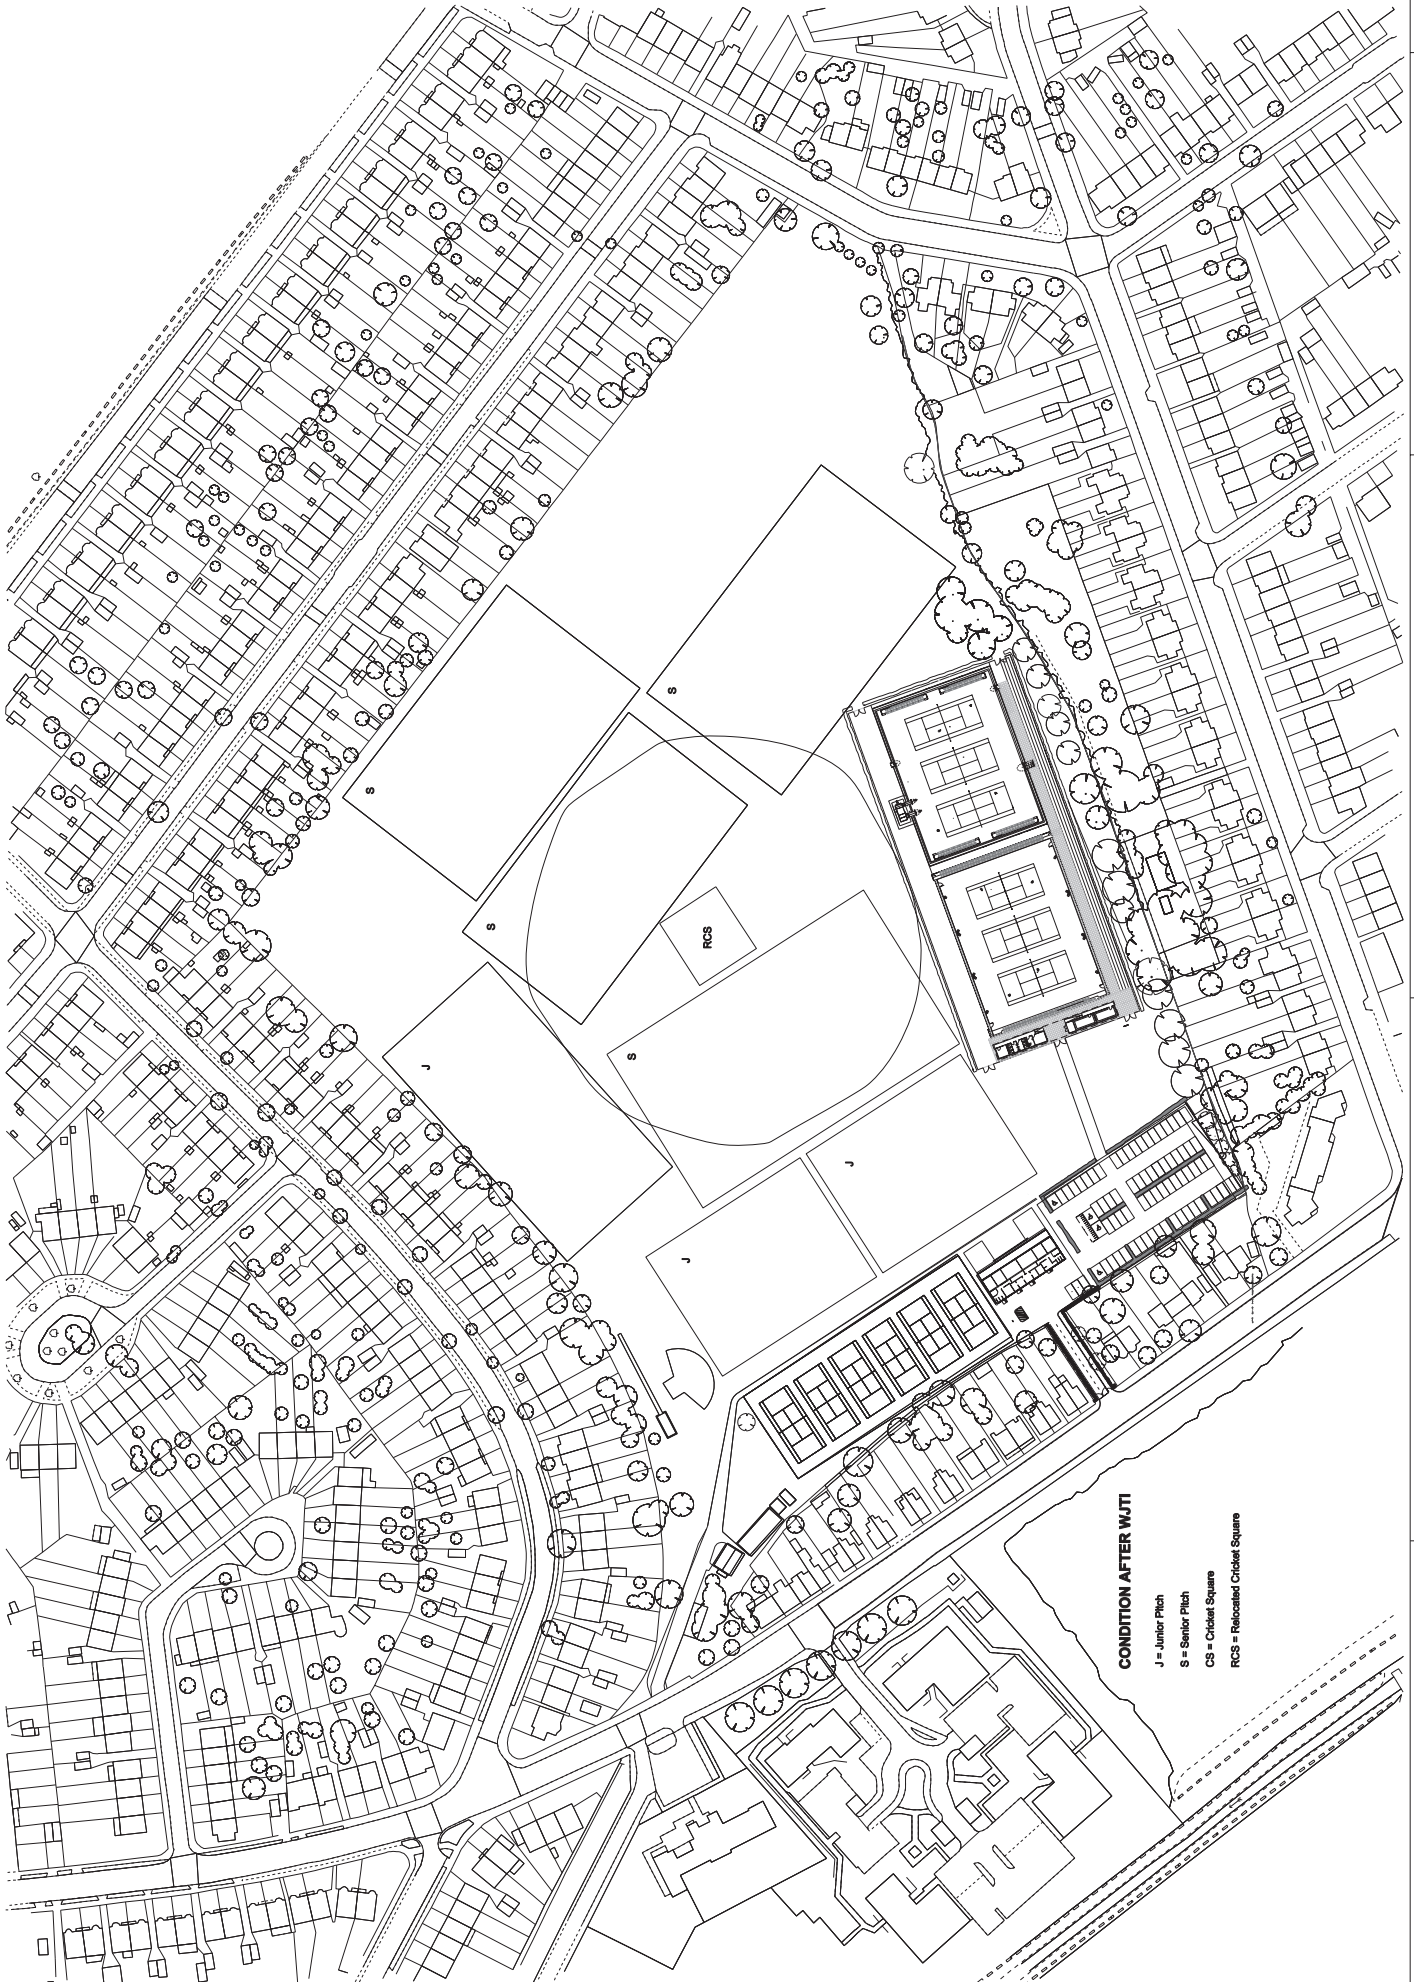 S
S
S
RCS
S
J
J
J
CONDITION AFTER WJTI
J = Junior Pitch
S = Senior Pitch
CS = Cricket Square
RCS = Relocated Cricket Square